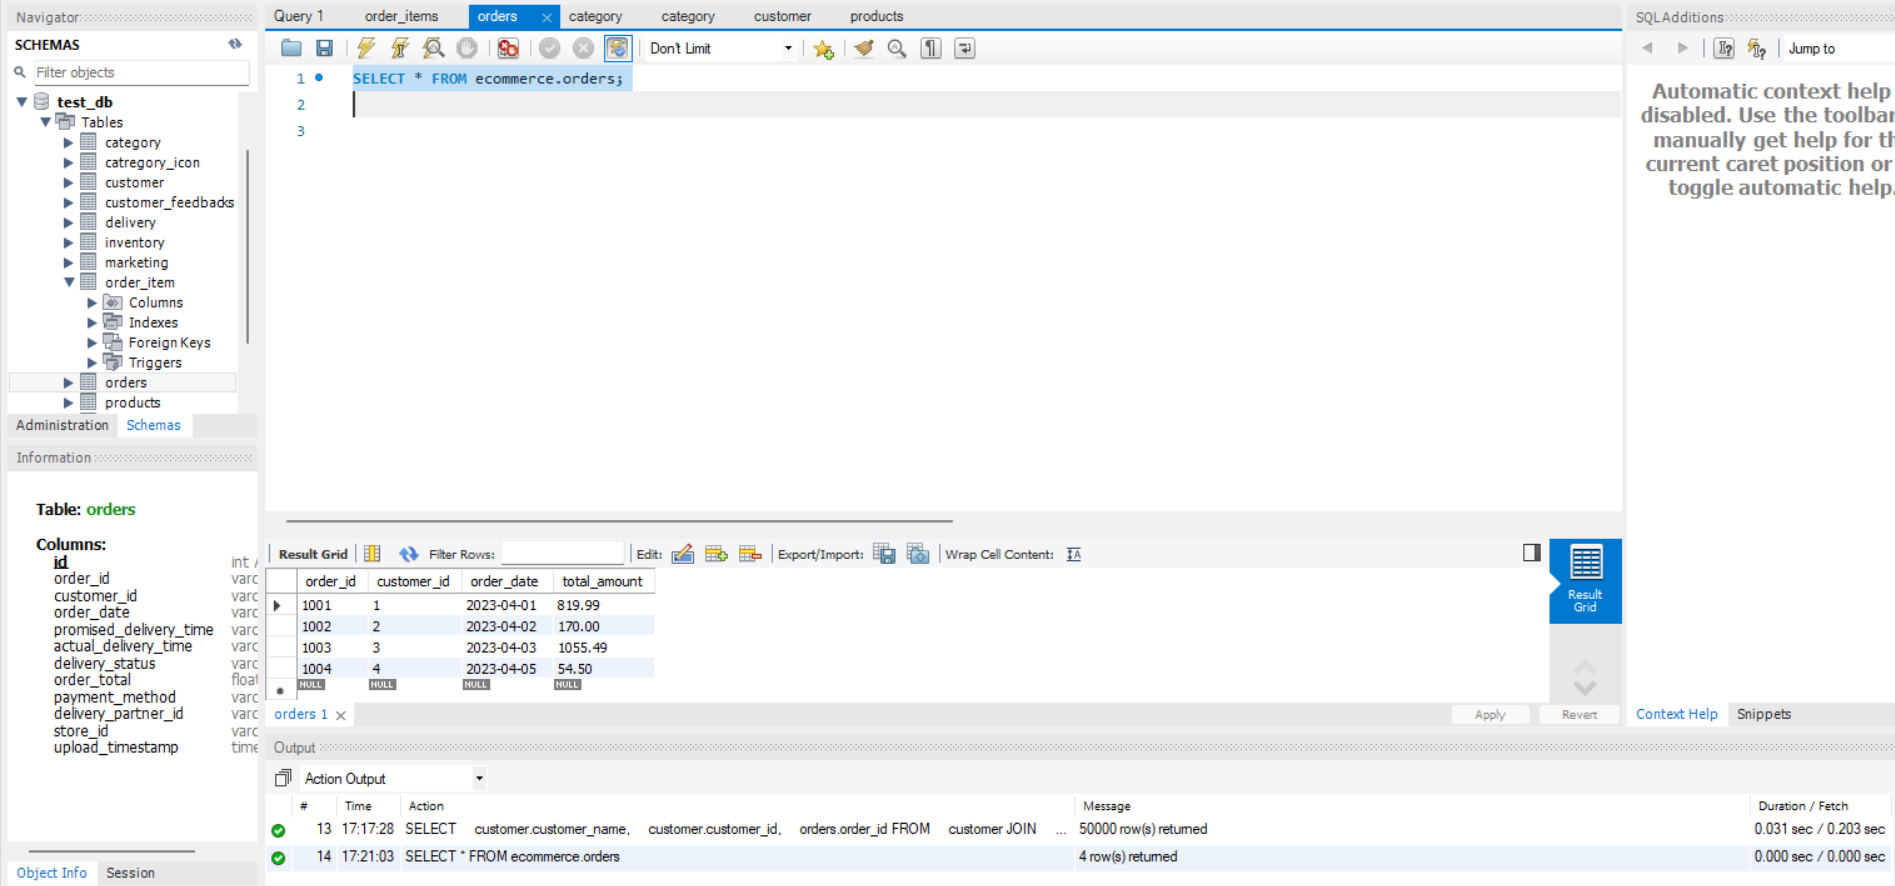 Navigator
SCHEMAS
Filter objects
test_db
Tables
category
catregory_icon
customer
customer_feedbacks
delivery
inventory
marketing
order_item
Columns
Indexes
Foreign Keys
Triggers
orders
products
Administration Schemas
Information
Table: orders
Columns:
id int A
order_id varc
customer_id varc
order_date varc
promised_delivery_time varc
actual_delivery_time varc
delivery_status varc
order_total float
payment_method varc
delivery_partner_id varc
store_id varc
upload_timestamp time
Object Info Session
Query 1 order_items orders category category customer products
Don't Limit
1 SELECT * FROM ecommerce.orders;
2
3
Result Grid Filter Rows: Edit: Export/Import: Wrap Cell Content:
order_id customer_id order_date total_amount
1001 1 2023-04-01 819.99
1002 2 2023-04-02 170.00
1003 3 2023-04-03 1055.49
1004 4 2023-04-05 54.50
NULL NULL NULL NULL
Result
Grid
orders 1 Apply Revert
Output
Action Output
# Time Action Message Duration / Fetch
13 17:17:28 SELECT customer.customer_name, customer.customer_id, orders.order_id FROM customer JOIN ... 50000 row(s) returned 0.031 sec / 0.203 sec
14 17:21:03 SELECT * FROM ecommerce.orders 4 row(s) returned 0.000 sec / 0.000 sec
SQLAdditions
Jump to
Automatic context help
disabled. Use the toolbar
manually get help for th
current caret position or
toggle automatic help.
Context Help Snippets